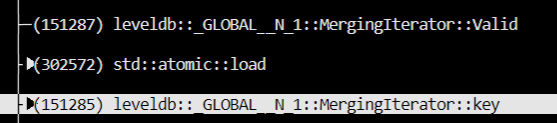 (151287) leveldb::_GLOBAL__N_1::MergingIterator::Valid
(302572) std::atomic::load
(151285) leveldb::_GLOBAL__N_1::MergingIterator::key